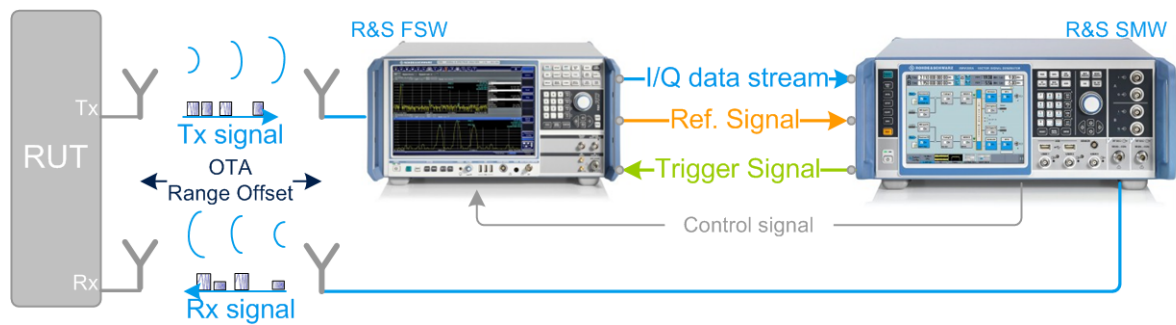 R&S FSW
R&S SMW
Tx
Tx signal
RUT
OTA
Range Offset
I/Q data stream
Ref. Signal
Trigger Signal
Control signal
Rx
Rx signal